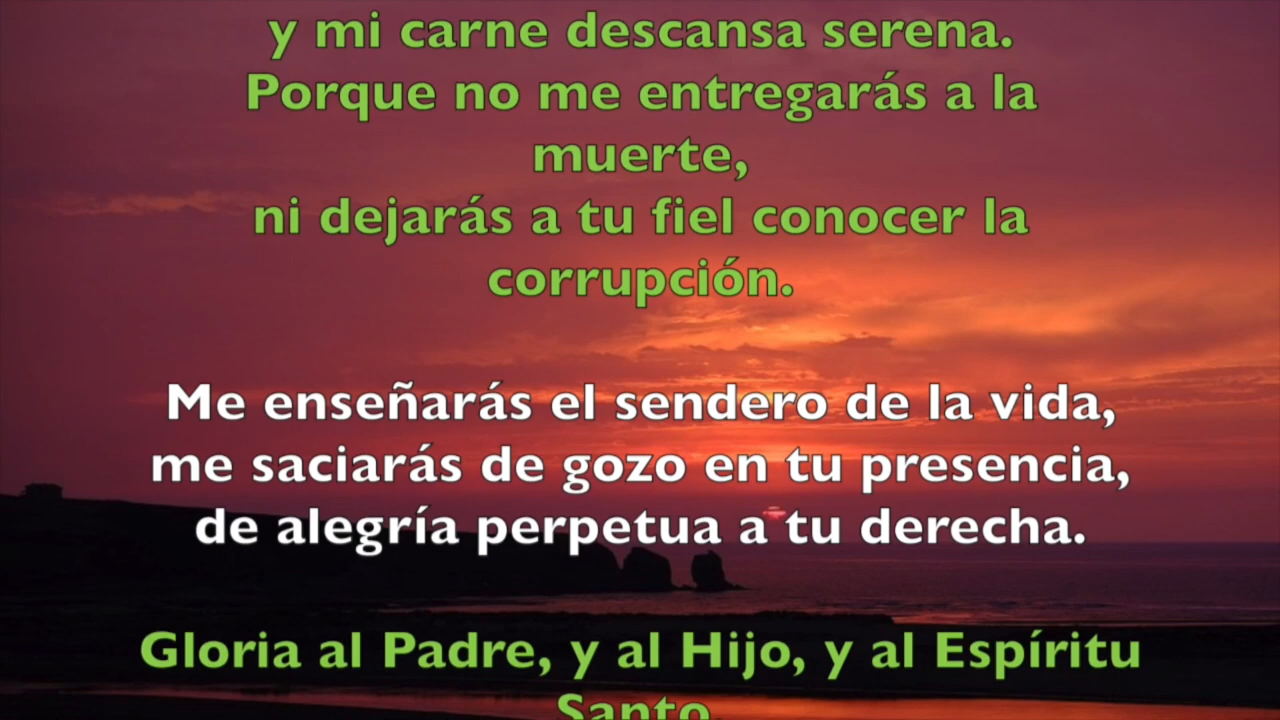 y mi carne descansa serena.
Porque no me entregarás a la
muerte,
ni dejarás a tu fiel conocer la
corrupción.
Me enseñarás el sendero de la vida,
me saciarás de gozo en tu presencia,
de alegría perpetua a tu derecha.
Gloria al Padre, y al Hijo, y al Espíritu
Santo.